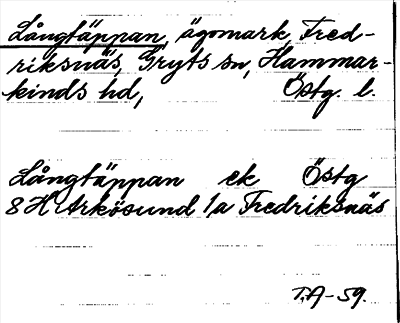 Långtäppan, ägomark, Fred-
riksnäs, Gryts sn, Hammar-
kinds hd, Östg. l.
Långtäppan ek Östg
8 H Arkösund 1a Fredriksnäs
T.A-59.